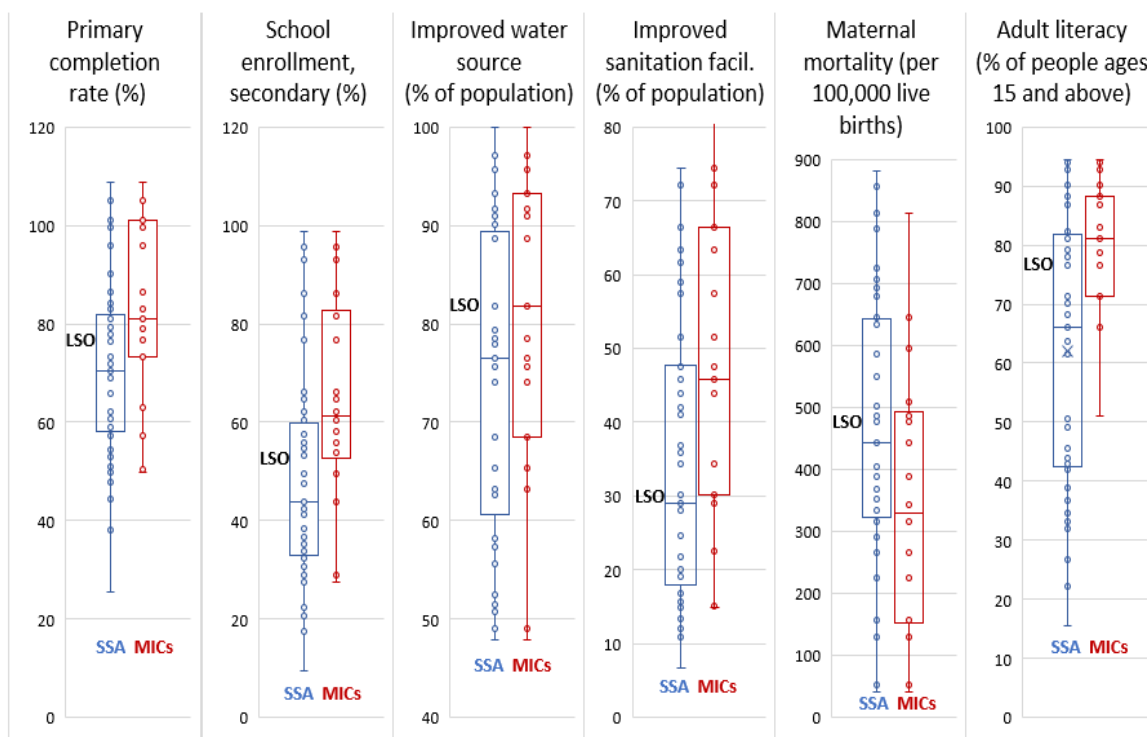 Primary
completion
rate (%)
120
100
80
60
40
20
0
LSO
SSA MICs
School
enrollment,
secondary (%)
120
100
80
60
40
20
0
LSO
SSA MICs
Improved water
source
(% of population)
100
90
80
70
60
50
40
LSO
SSA MICs
Improved
sanitation facil.
(% of population)
80
70
60
50
40
30
20
10
0
LSO
SSA MICs
Maternal
mortality (per
100,000 live
births)
900
800
700
600
500
400
300
200
100
0
LSO
SSA MICs
Adult literacy
(% of people ages
15 and above)
100
90
80
70
60
50
40
30
20
10
0
LSO
SSA MICs